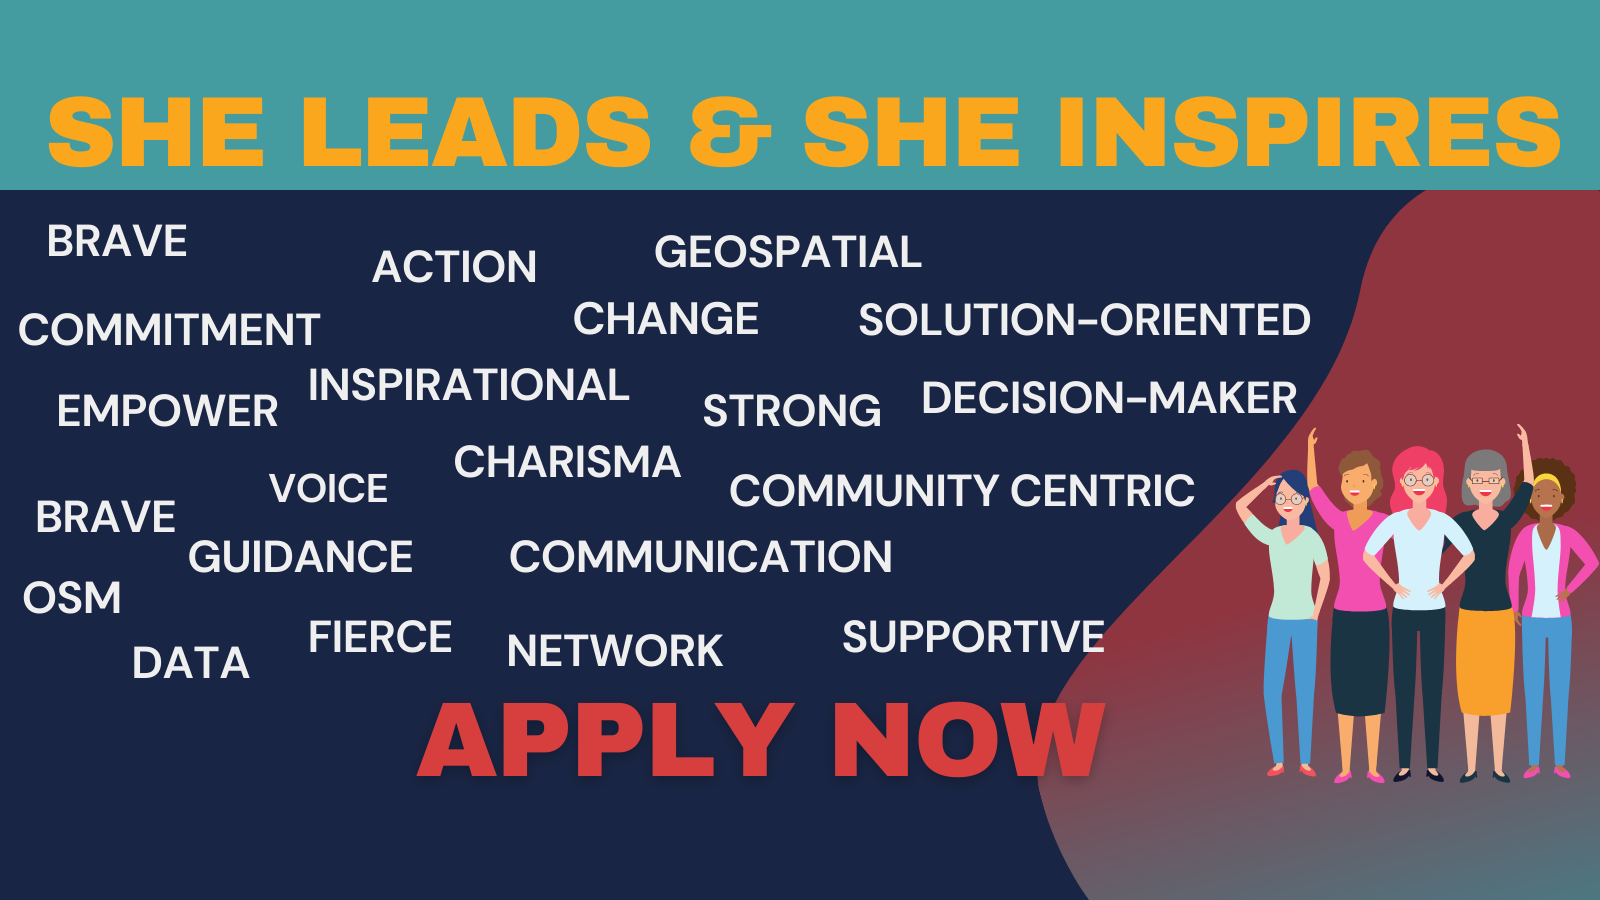 SHE LEADS & SHE INSPIRES
BRAVE
ACTION
GEOSPATIAL
COMMITMENT
CHANGE
SOLUTION-ORIENTED
EMPOWER
INSPIRATIONAL
STRONG
DECISION-MAKER
CHARISMA
VOICE
COMMUNITY CENTRIC
BRAVE
GUIDANCE
COMMUNICATION
OSM
FIERCE
NETWORK
SUPPORTIVE
DATA
APPLY NOW